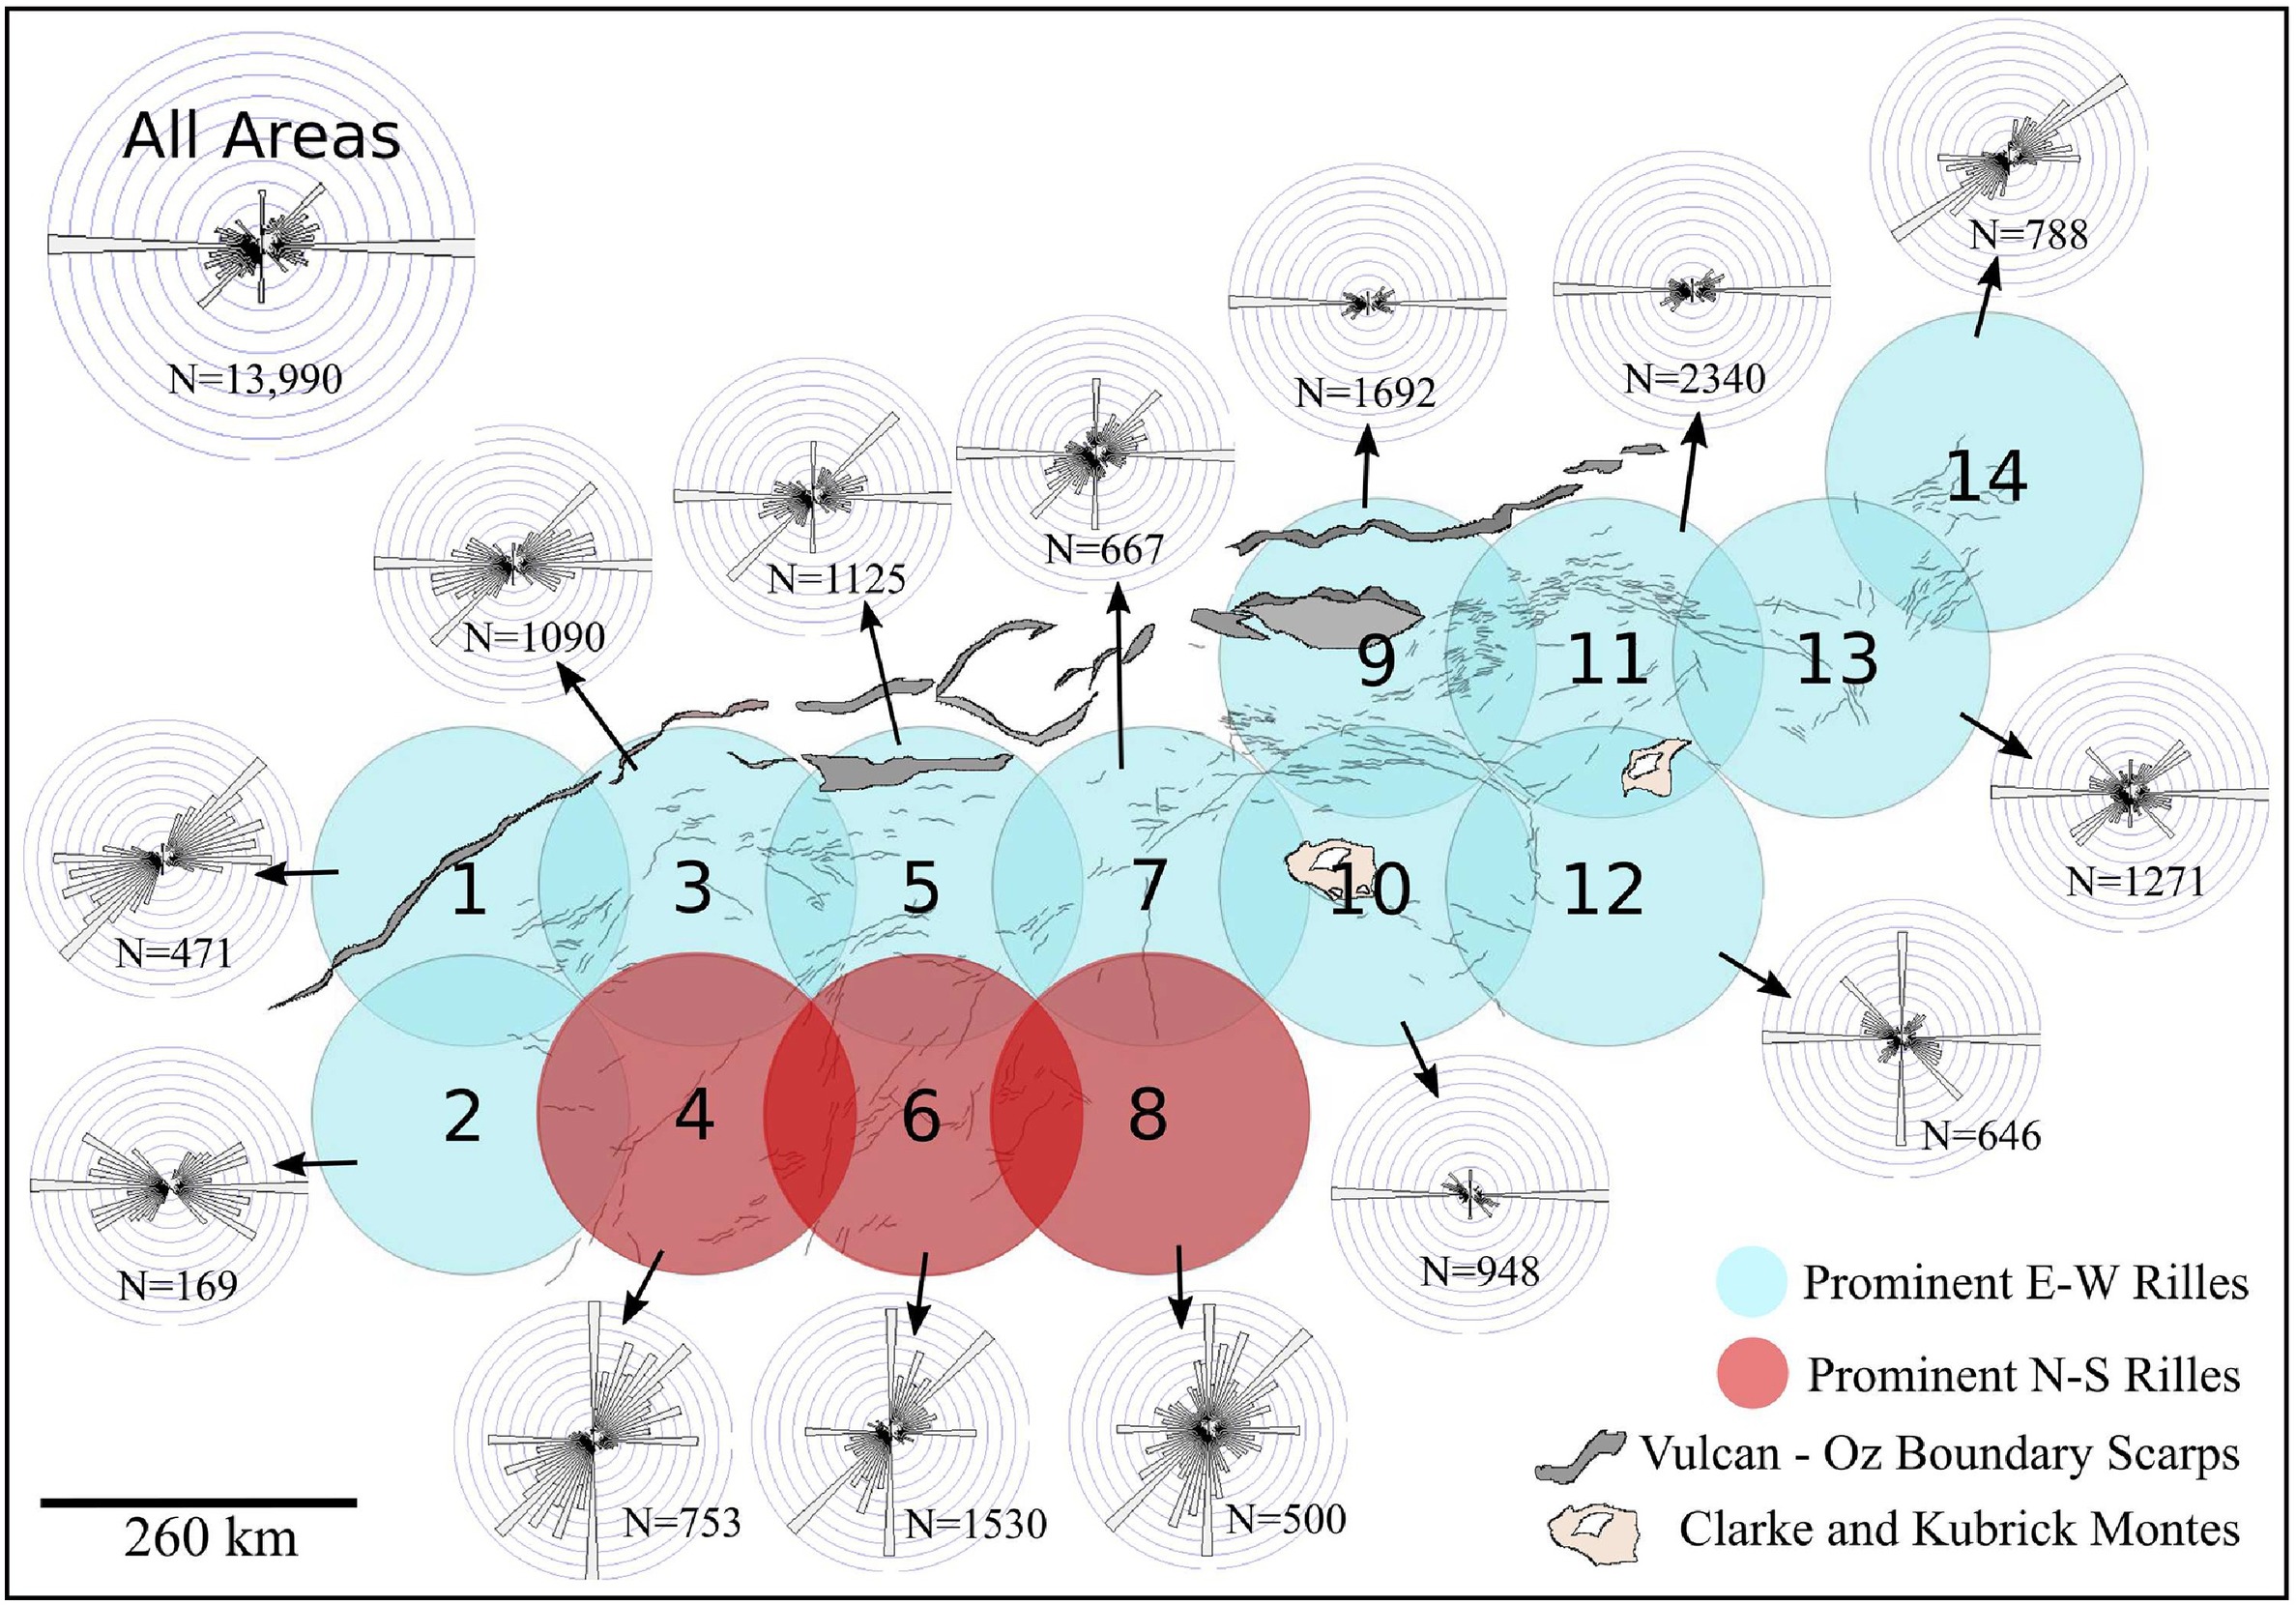 All Areas
N=13,990
N=788
N=1692
N=2340
N=667
N=1125
N=1090
14
9
11
13
N=471
1
3
5
7
10
12
N=1271
2
4
6
8
N=646
N=169
N=948
Prominent E-W Rilles
Prominent N-S Rilles
Vulcan - Oz Boundary Scarps
Clarke and Kubrick Montes
N=753
N=1530
N=500
260 km